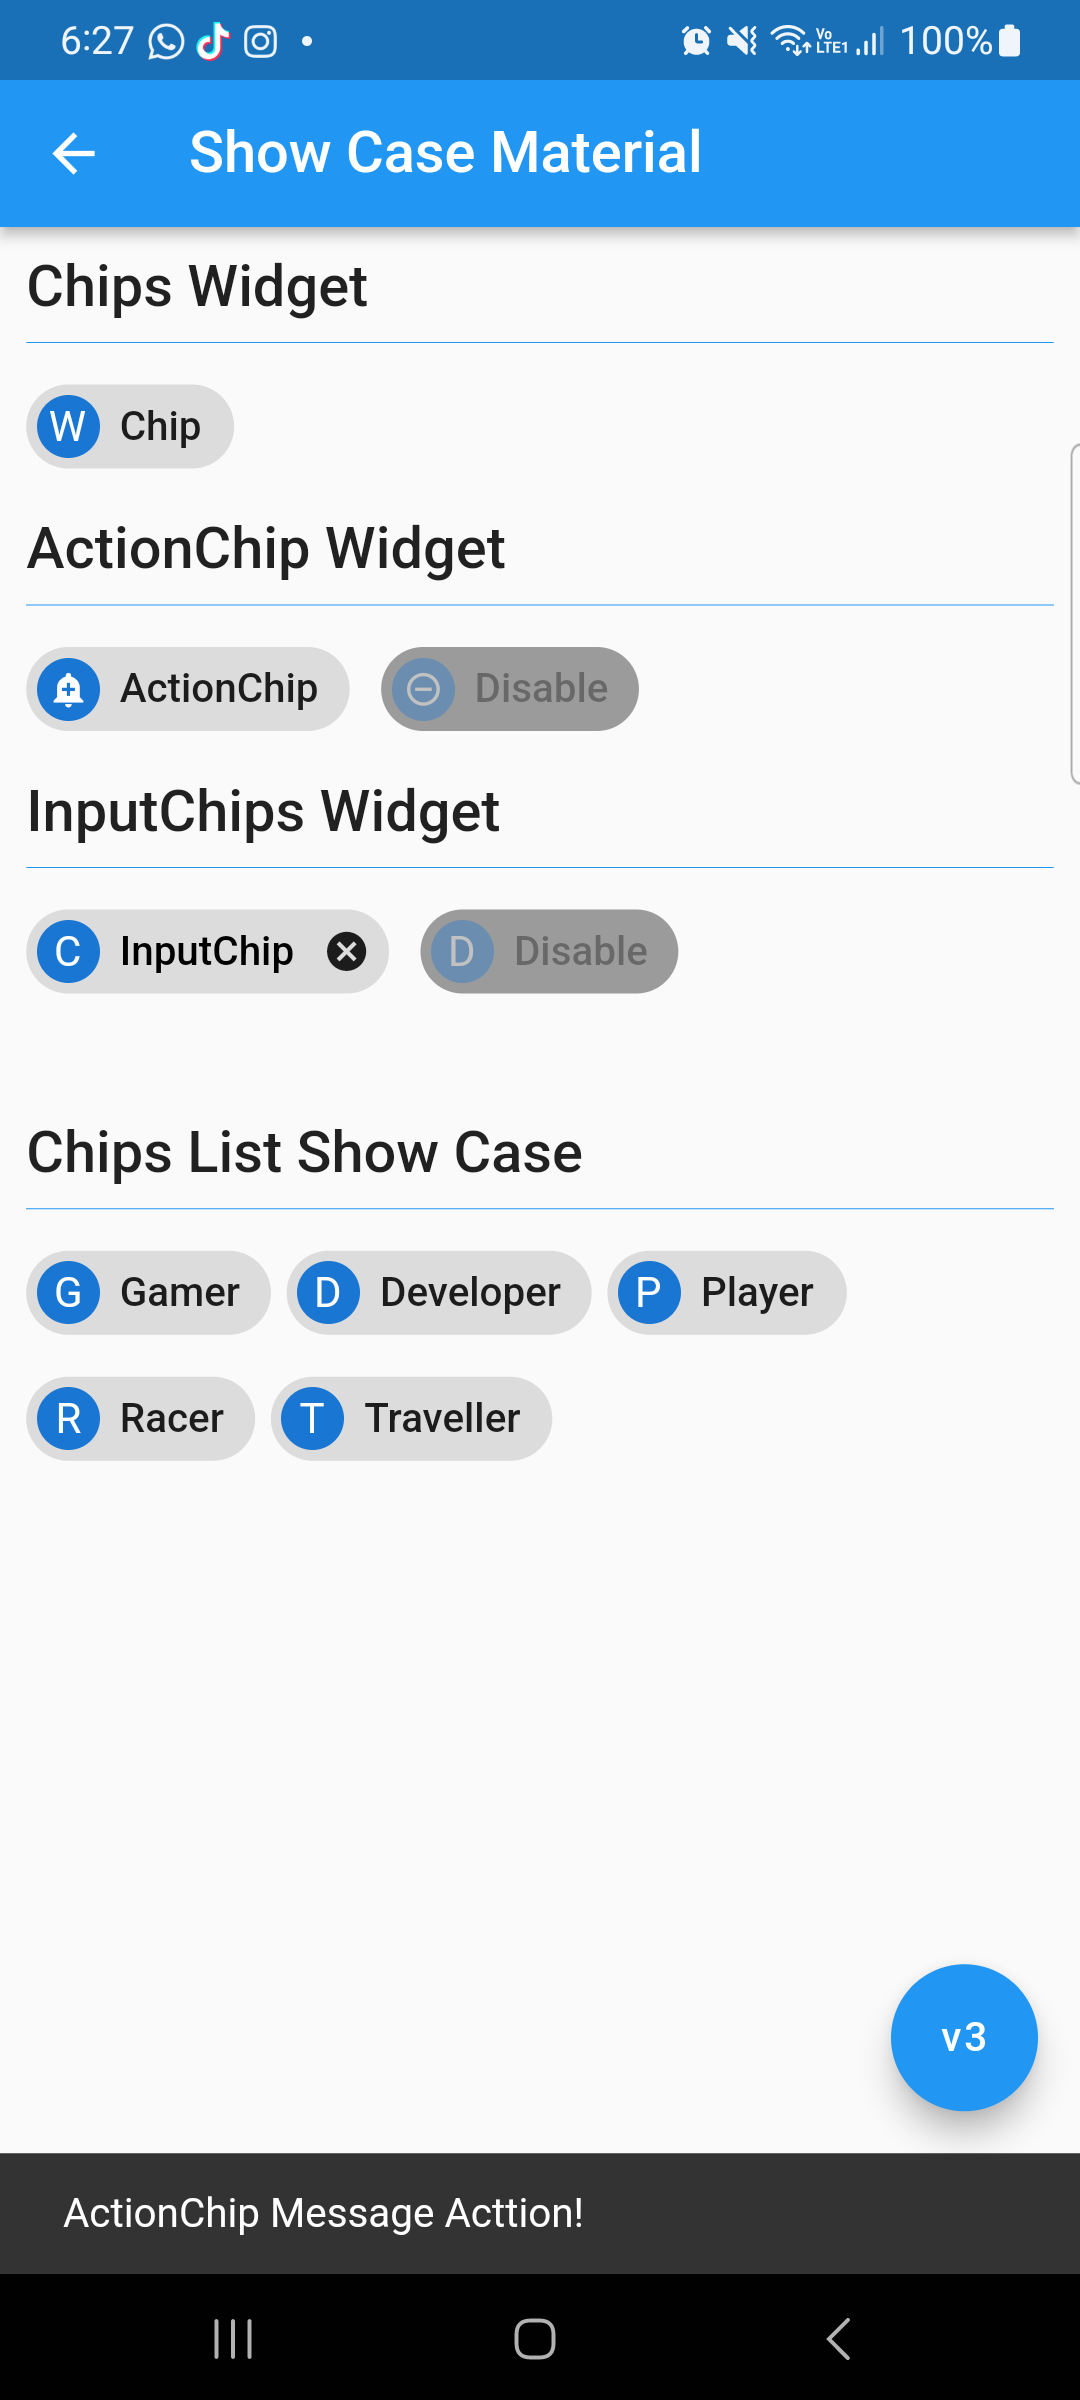 6:27 Vo LTE1 100%
Show Case Material
Chips Widget
W Chip
ActionChip Widget
ActionChip Disable
InputChips Widget
C InputChip D Disable
Chips List Show Case
G Gamer D Developer P Player
R Racer T Traveller
v3
ActionChip Message Acttion!